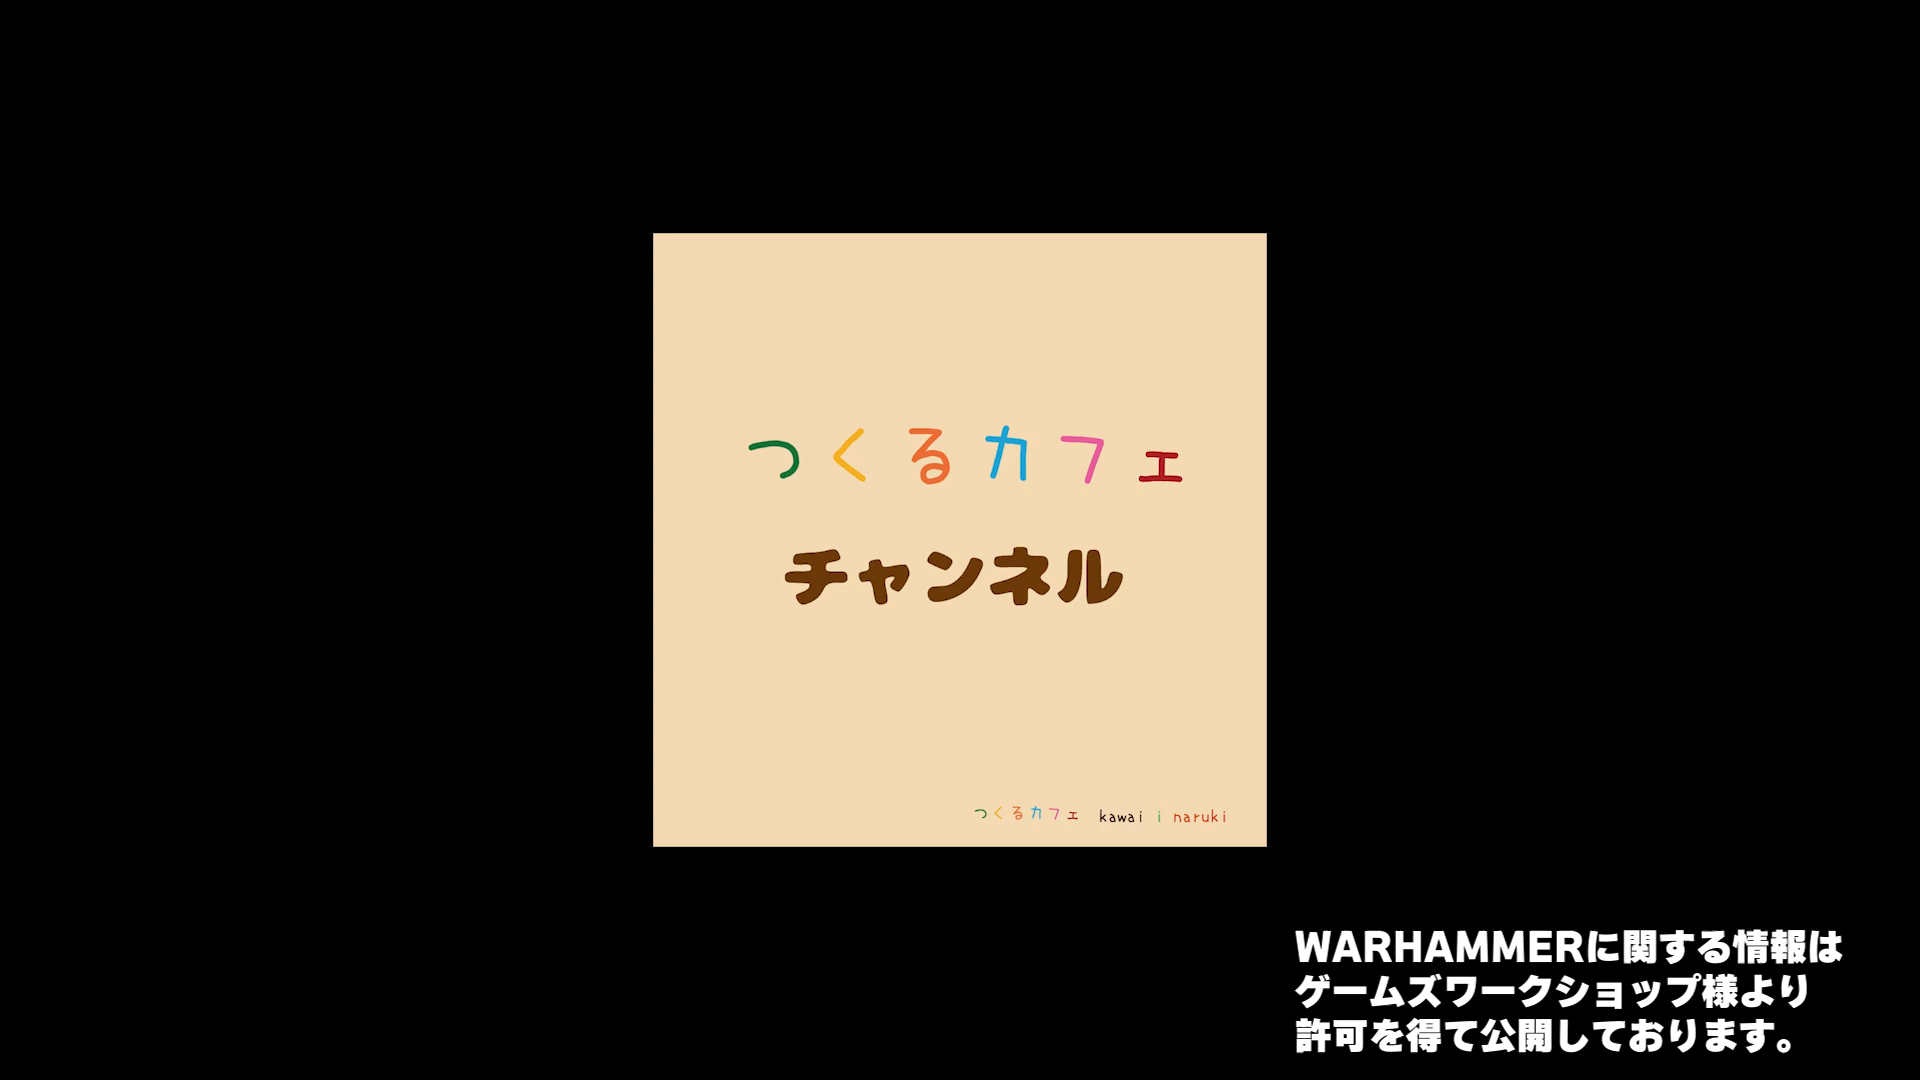 つくるカフェ
チャンネル
つくるカフェ kawai i naruki
WARHAMMERに関する情報は
ゲームズワークショップ様より
許可を得て公開しております。